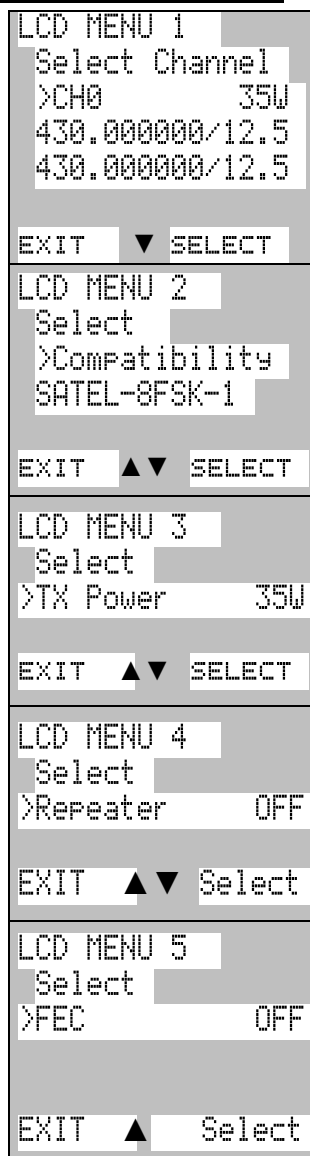 LCD MENU 1
Select Channel
>CH0 35W
430.000000/12.5
430.000000/12.5
EXIT ▼ SELECT
LCD MENU 2
Select
>Compatibility
SATEL-8FSK-1
EXIT ▲▼ SELECT
LCD MENU 3
Select
>TX Power 35W
EXIT ▲▼ SELECT
LCD MENU 4
Select
>Repeater OFF
EXIT ▲▼ Select
LCD MENU 5
Select
>FEC OFF
EXIT ▲ Select